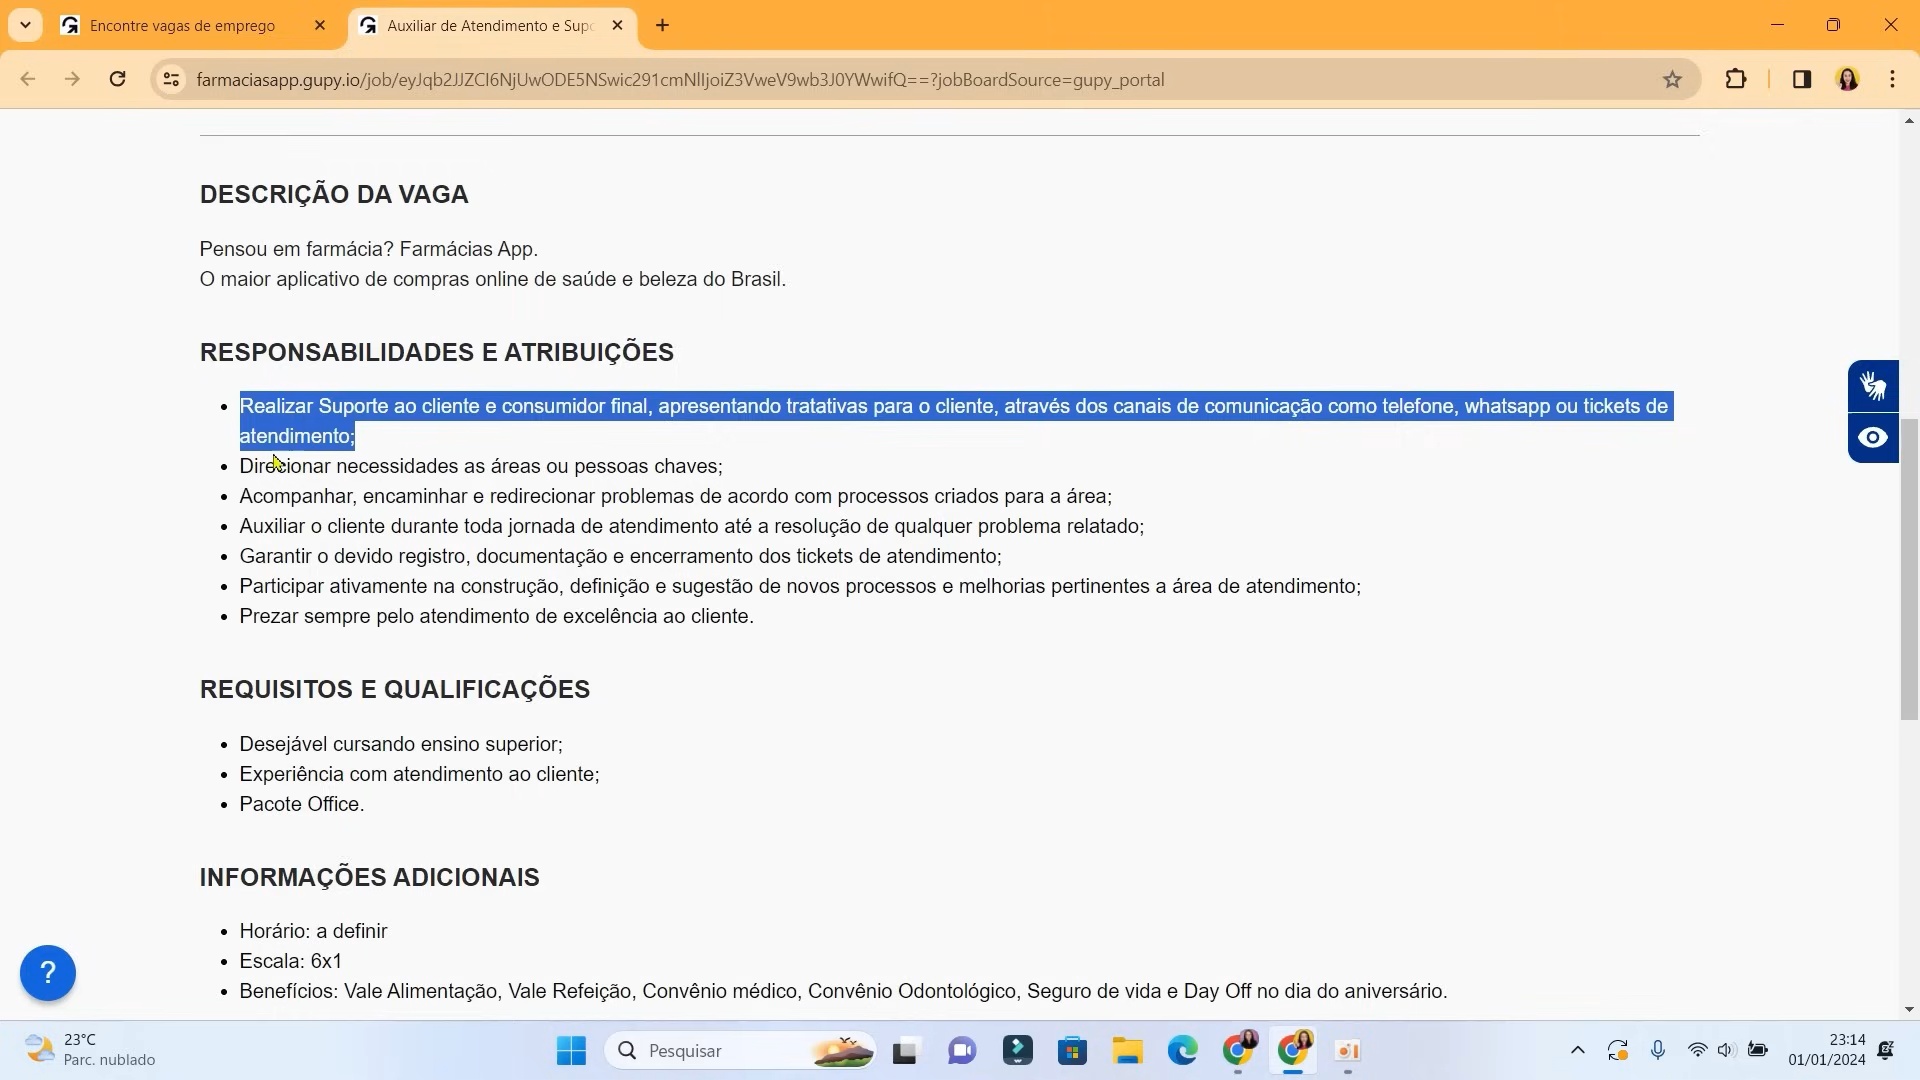 Encontre vagas de emprego
Auxiliar de Atendimento e Supo
farmaciasapp.gupy.io/job/eyJqb2JJZCI6NjUwODE5NSwic291cmNlIjoiZ3VweV9wb3J0YWwifQ==?jobBoardSource=gupy_portal
DESCRIÇÃO DA VAGA
Pensou em farmácia? Farmácias App.
O maior aplicativo de compras online de saúde e beleza do Brasil.
RESPONSABILIDADES E ATRIBUIÇÕES
• Realizar Suporte ao cliente e consumidor final, apresentando tratativas para o cliente, através dos canais de comunicação como telefone, whatsapp ou tickets de
atendimento;
• Direcionar necessidades as áreas ou pessoas chaves;
• Acompanhar, encaminhar e redirecionar problemas de acordo com processos criados para a área;
• Auxiliar o cliente durante toda jornada de atendimento até a resolução de qualquer problema relatado;
• Garantir o devido registro, documentação e encerramento dos tickets de atendimento;
• Participar ativamente na construção, definição e sugestão de novos processos e melhorias pertinentes a área de atendimento;
• Prezar sempre pelo atendimento de excelência ao cliente.
REQUISITOS E QUALIFICAÇÕES
• Desejável cursando ensino superior;
• Experiência com atendimento ao cliente;
• Pacote Office.
INFORMAÇÕES ADICIONAIS
• Horário: a definir
• Escala: 6x1
• Benefícios: Vale Alimentação, Vale Refeição, Convênio médico, Convênio Odontológico, Seguro de vida e Day Off no dia do aniversário.
?
23°C
Parc. nublado
Pesquisar
23:14
01/01/2024